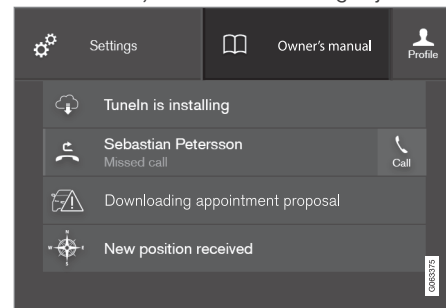 Settings
Owner's manual
Profile
TuneIn is installing
Sebastian Petersson
Missed call
Call
Downloading appointment proposal
N
W
E
S
New position received
G063375